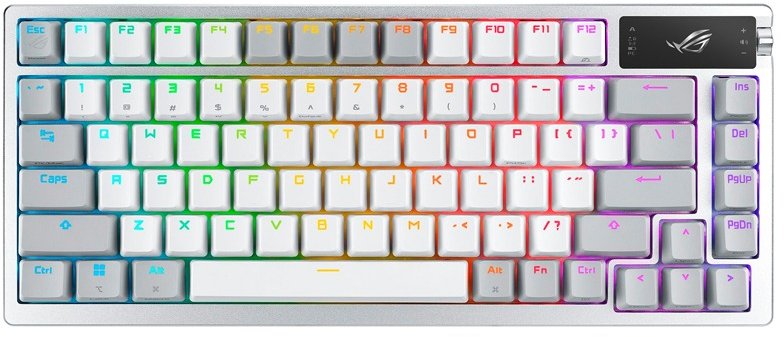 Esc F1 F2 F3 F4 F5 F6 F7 F8 F9 F10 F11 F12
` ~ 1 ! 2 @ 3 # 4 $ 5 % 6 ^ 7 & 8 * 9 ( 0 ) - _ = + Ins
Q W E R T Y U I O P [ { ] } \ | Del
Caps A S D F G H J K L ; : ' " PgUp
Z X C V B N M , < . > / ? PgDn
Ctrl Alt Alt Fn Ctrl